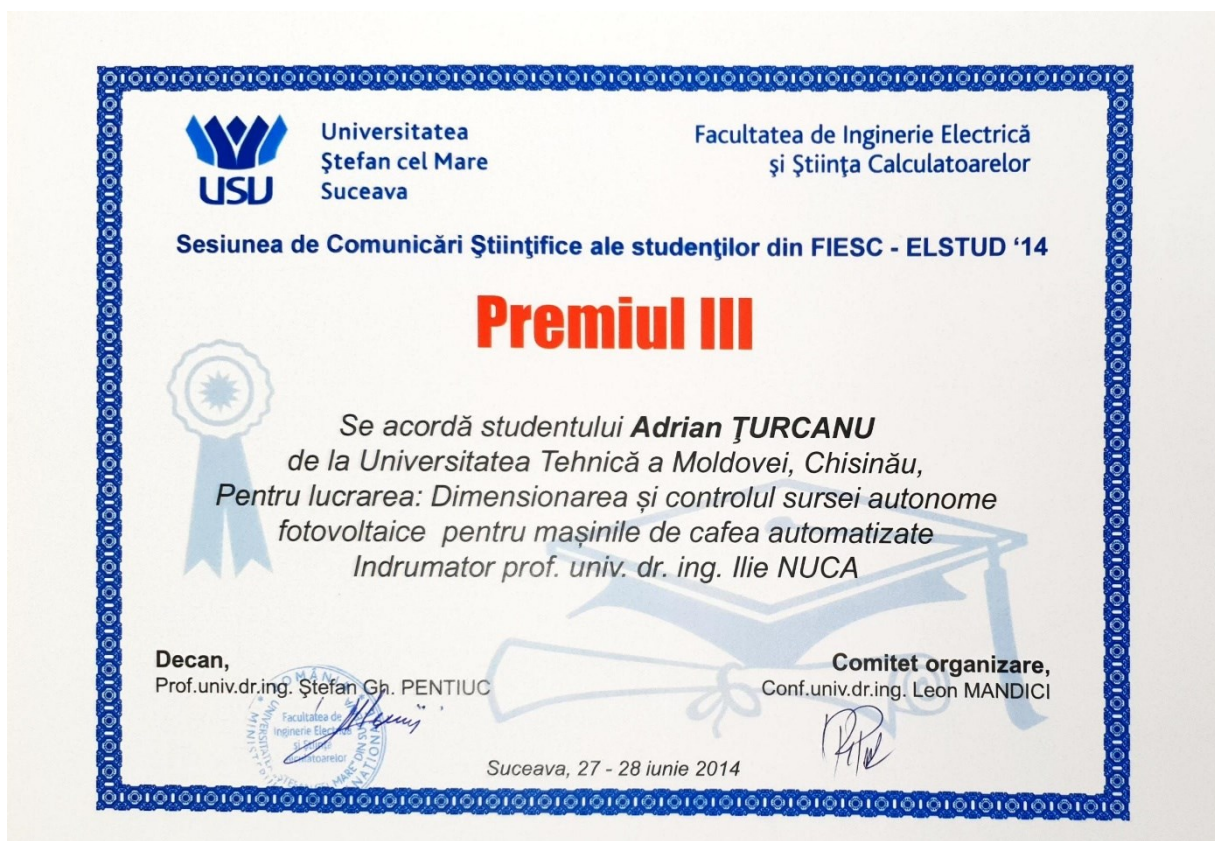 USU
Universitatea
Ştefan cel Mare
Suceava
Facultatea de Inginerie Electrică
şi Ştiinţa Calculatoarelor
Sesiunea de Comunicări Ştiinţifice ale studenţilor din FIESC - ELSTUD ‘14
Premiul III
Se acordă studentului Adrian ŢURCANU
de la Universitatea Tehnică a Moldovei, Chisinău,
Pentru lucrarea: Dimensionarea și controlul sursei autonome
fotovoltaice pentru mașinile de cafea automatizate
Indrumator prof. univ. dr. ing. Ilie NUCA
Decan,
Prof.univ.dr.ing. Ştefan Gh. PENTIUC
Comitet organizare,
Conf.univ.dr.ing. Leon MANDICI
ROMÂNIA
Facultatea de
Inginerie
Suceava, 27 - 28 iunie 2014